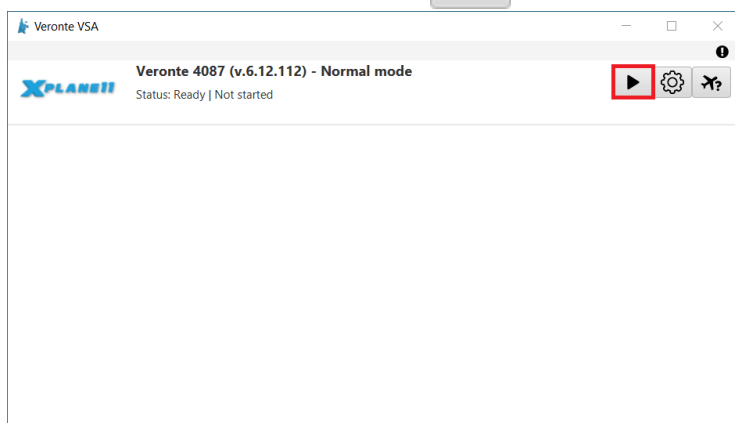 Veronte VSA
XPLANE11
Veronte 4087 (v.6.12.112) - Normal mode
Status: Ready | Not started
?